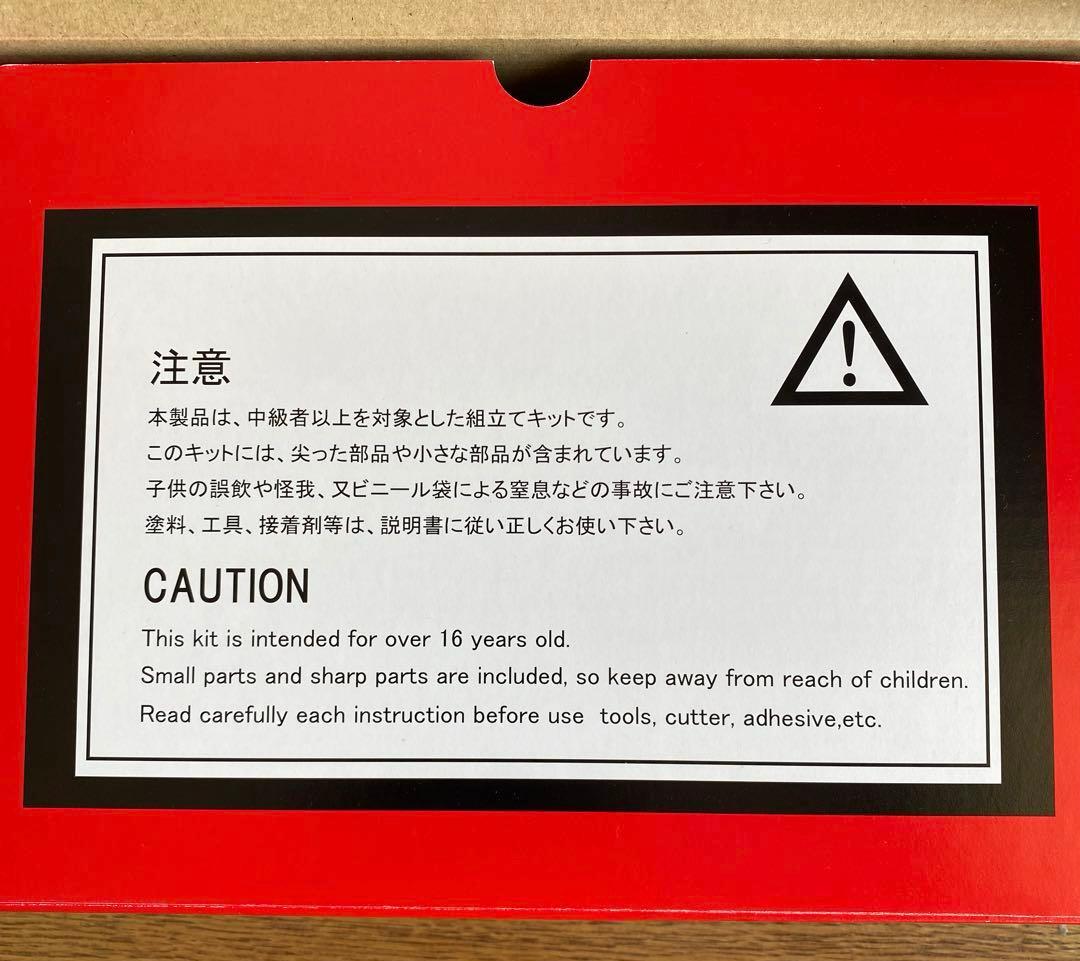 注意
本製品は、中級者以上を対象とした組立てキットです。
このキットには、尖った部品や小さな部品が含まれています。
子供の誤飲や怪我、又ビニール袋による窒息などの事故にご注意下さい。
塗料、工具、接着剤等は、説明書に従い正しくお使い下さい。
CAUTION
This kit is intended for over 16 years old.
Small parts and sharp parts are included, so keep away from reach of children.
Read carefully each instruction before use  tools, cutter, adhesive,etc.